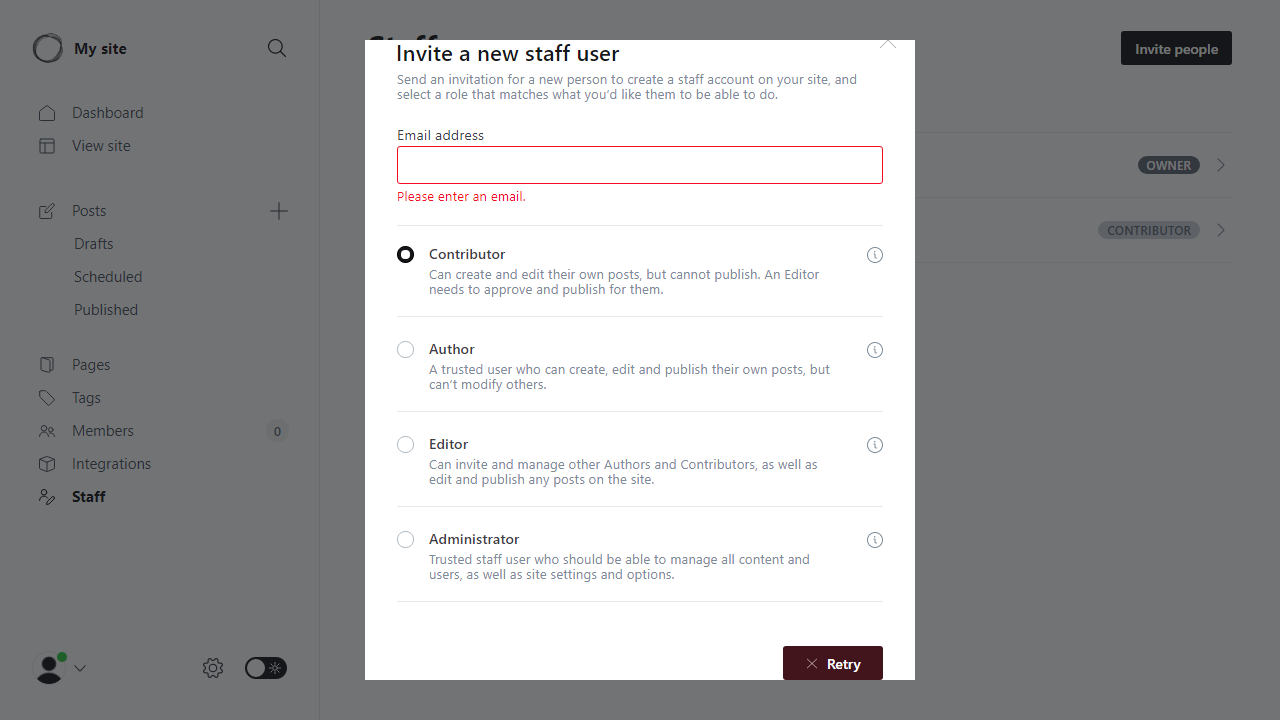 My site
Staff
Invite people
Invite a new staff user
Send an invitation for a new person to create a staff account on your site, and
select a role that matches what you’d like them to be able to do.
Dashboard
View site
Email address
Please enter an email.
OWNER
Posts
Drafts
Scheduled
Published
CONTRIBUTOR
Contributor
Can create and edit their own posts, but cannot publish. An Editor
needs to approve and publish for them.
Author
A trusted user who can create, edit and publish their own posts, but
can’t modify others.
Pages
Tags
Members
0
Integrations
Staff
Editor
Can invite and manage other Authors and Contributors, as well as
edit and publish any posts on the site.
Administrator
Trusted staff user who should be able to manage all content and
users, as well as site settings and options.
Retry